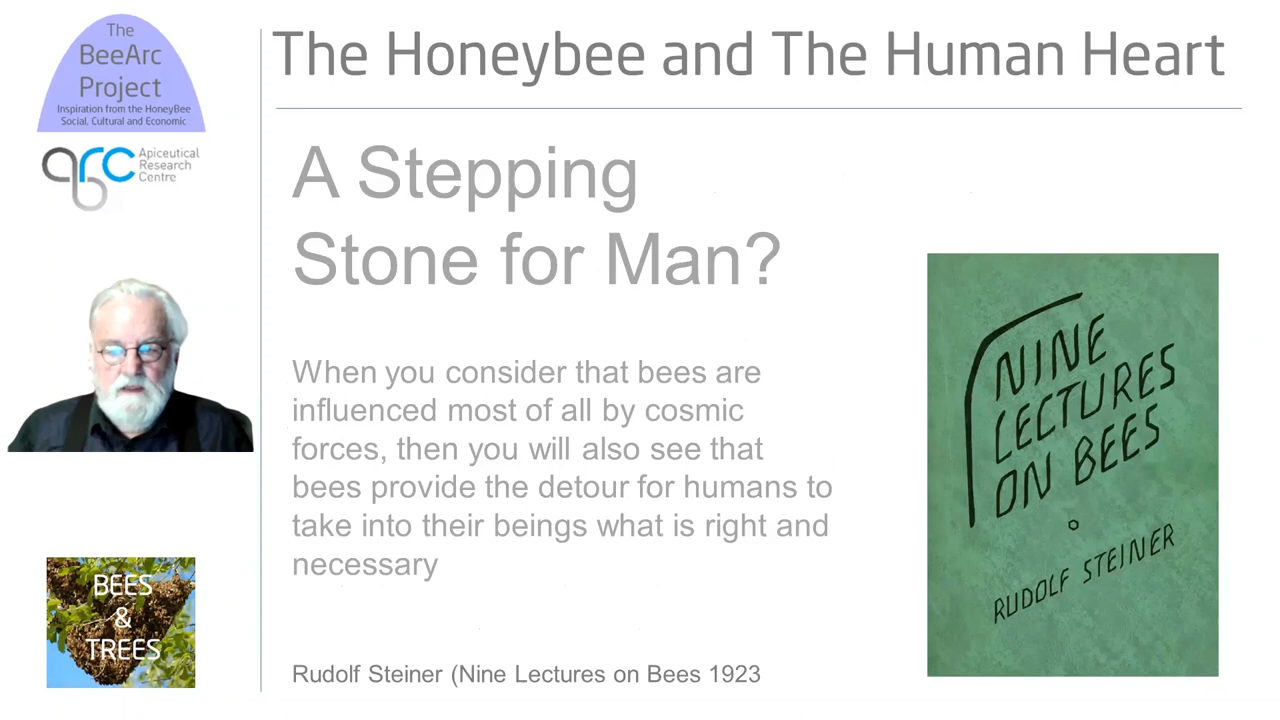 The
BeeArc
Project
Inspiration from the HoneyBee
Social, Cultural and Economic
arc
Apiceutical
Research
Centre
BEES
&
TREES
The Honeybee and The Human Heart
A Stepping
Stone for Man?
When you consider that bees are
influenced most of all by cosmic
forces, then you will also see that
bees provide the detour for humans to
take into their beings what is right and
necessary
Rudolf Steiner (Nine Lectures on Bees 1923
NINE
LECTURES
ON BEES
RUDOLF STEINER